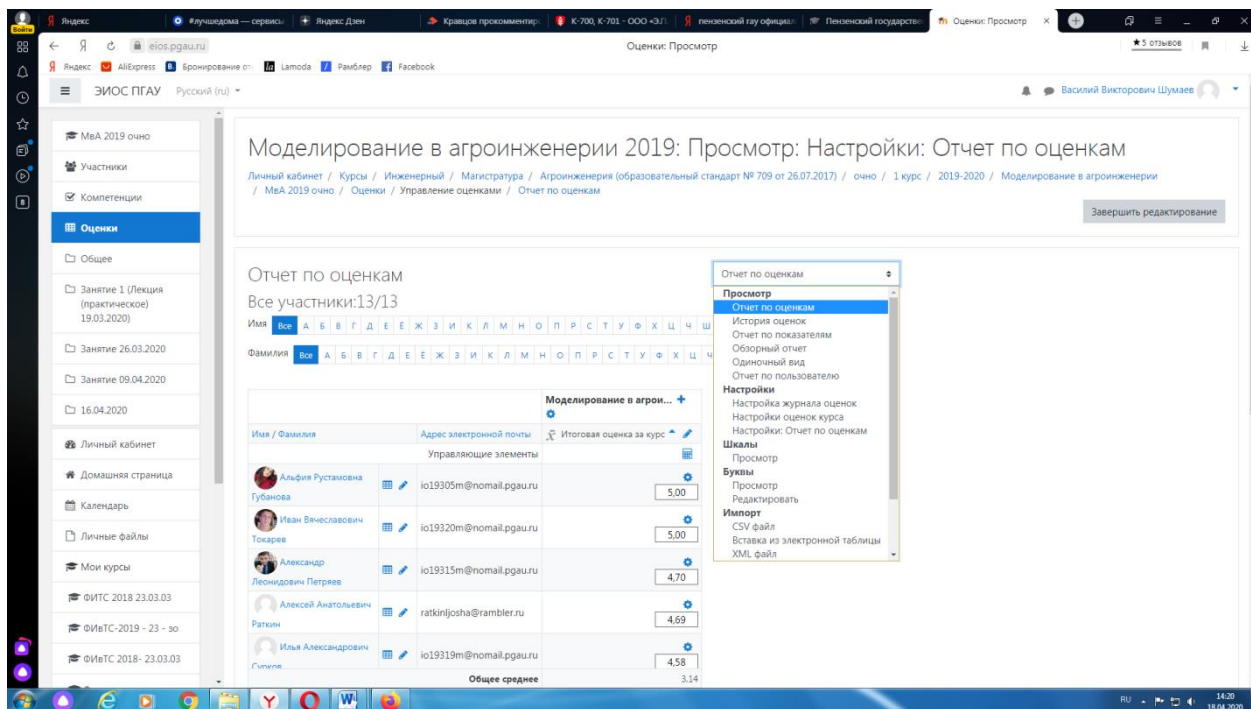 Яндекс
#лучшедома — сервисы
Яндекс Дзен
Кравцов прокомментиро
К-700, К-701 - ООО «ЭЛ
пензенский гау официал
Пензенский государстве
Оценки: Просмотр
Войти
eios.pgau.ru
Оценки: Просмотр
★ 5 отзывов
Яндекс
AliExpress
Бронирование от
Lamoda
Рамблер
Facebook
ЭИОС ПГАУ
Русский (ru)
Василий Викторович Шумаев
МвА 2019 очно
Участники
Компетенции
Оценки
Общее
Занятие 1 (Лекция
(практическое)
19.03.2020)
Занятие 26.03.2020
Занятие 09.04.2020
16.04.2020
Личный кабинет
Домашняя страница
Календарь
Личные файлы
Мои курсы
ФИТС 2018 23.03.03
ФИвТС-2019 - 23 - зо
ФИвТС 2018- 23.03.03
Моделирование в агроинженерии 2019: Просмотр: Настройки: Отчет по оценкам
Личный кабинет / Курсы / Инженерный / Магистратура / Агроинженерия (образовательный стандарт № 709 от 26.07.2017) / очно / 1 курс / 2019-2020 / Моделирование в агроинженерии
/ МвА 2019 очно / Оценки / Управление оценками / Отчет по оценкам
Завершить редактирование
Отчет по оценкам
Все участники:13/13
Имя Все А Б В Г Д Е Ё Ж З И К Л М Н О П Р С Т У Ф Х Ц Ч Ш
Фамилия Все А Б В Г Д Е Ё Ж З И К Л М Н О П Р С Т У Ф Х Ц Ч
Моделирование в агрои...
Имя / Фамилия
Адрес электронной почты
x̄ Итоговая оценка за курс
Управляющие элементы
Альфия Рустамовна
Губанова
io19305m@nomail.pgau.ru
5,00
Иван Вячеславович
Токарев
io19320m@nomail.pgau.ru
5,00
Александр
Леонидович Петряев
io19315m@nomail.pgau.ru
4,70
Алексей Анатольевич
Раткин
ratkinljosha@rambler.ru
4,69
Илья Александрович
Сурков
io19319m@nomail.pgau.ru
4,58
Общее среднее
3,14
Отчет по оценкам
Просмотр
Отчет по оценкам
История оценок
Отчет по показателям
Обзорный отчет
Одиночный вид
Отчет по пользователю
Настройки
Настройка журнала оценок
Настройки оценок курса
Настройки: Отчет по оценкам
Шкалы
Просмотр
Буквы
Просмотр
Редактировать
Импорт
CSV файл
Вставка из электронной таблицы
XML файл
RU
14:20
18.04.2020